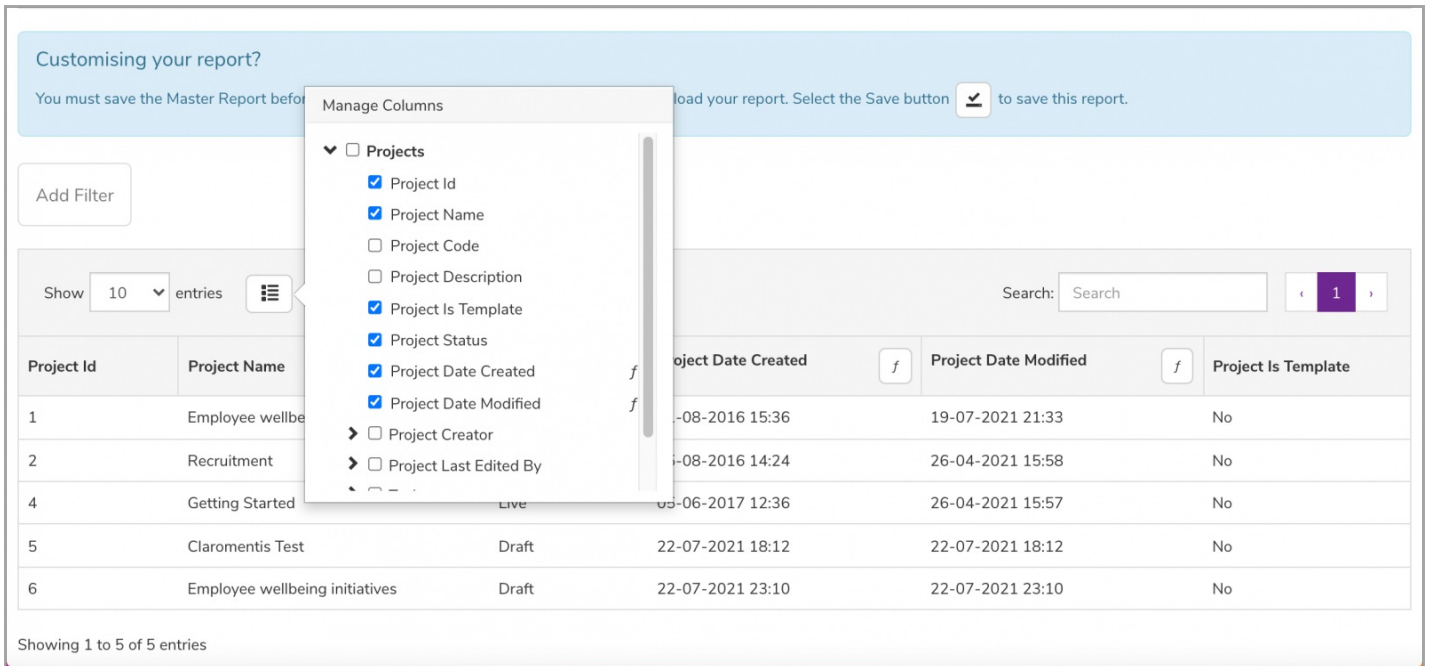 Customising your report?
You must save the Master Report load your report. Select the Save button to save this report.
Manage Columns
Projects
Project Id
Project Name
Project Code
Project Description
Project Is Template
Project Status
Project Date Created ƒ
Project Date Modified ƒ
Project Creator
Project Last Edited By
Add Filter
Show 10 entries
Search: Search ‹ 1 ›
Project Id Project Name Project Date Created ƒ Project Date Modified ƒ Project Is Template
1 Employee -08-2016 15:36 19-07-2021 21:33 No
2 Recruitment -08-2016 14:24 26-04-2021 15:58 No
4 Getting Started Live 05-06-2017 12:36 26-04-2021 15:57 No
5 Claromentis Test Draft 22-07-2021 18:12 22-07-2021 18:12 No
6 Employee wellbeing initiatives Draft 22-07-2021 23:10 22-07-2021 23:10 No
Showing 1 to 5 of 5 entries